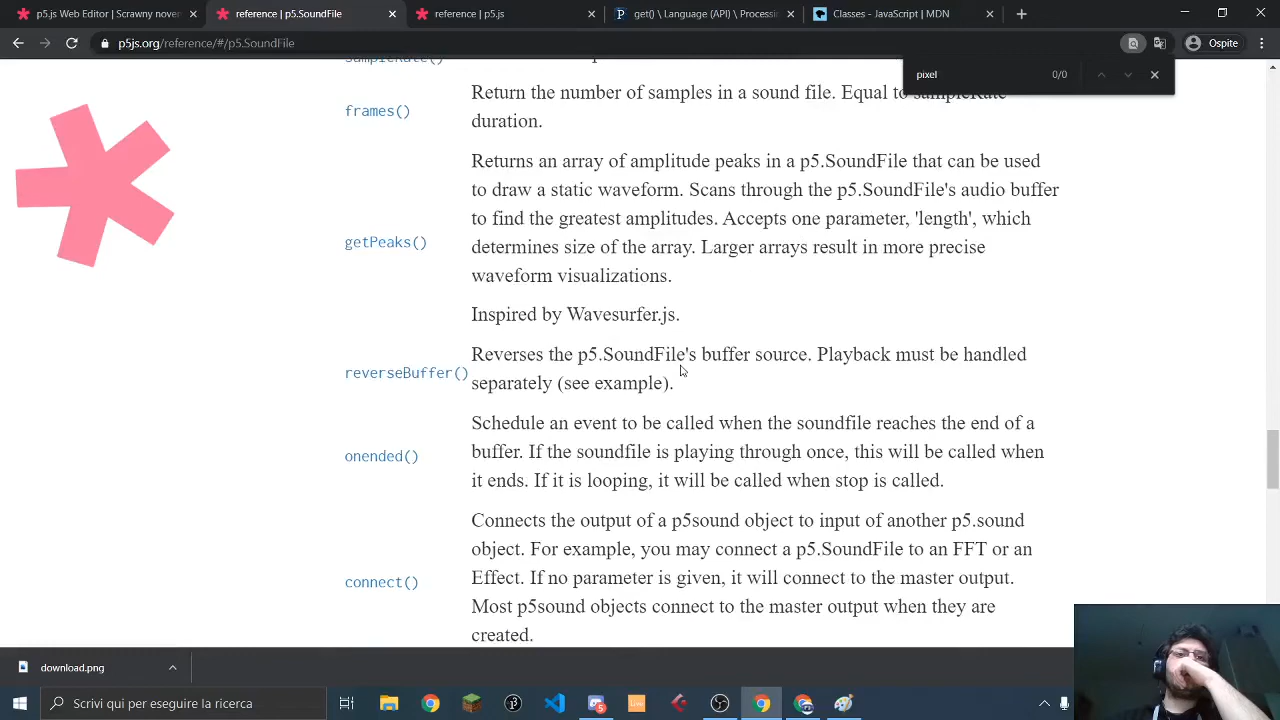 p5.js Web Editor | Scrawny nover
reference | p5.SoundFile
reference | p5.js
get() \ Language (API) \ Processin
Classes - JavaScript | MDN
p5js.org/reference/#/p5.SoundFile
Ospite
pixel
0/0
sampleRate()
frames()
Return the number of samples in a sound file. Equal to sampleRate
duration.
getPeaks()
Returns an array of amplitude peaks in a p5.SoundFile that can be used
to draw a static waveform. Scans through the p5.SoundFile's audio buffer
to find the greatest amplitudes. Accepts one parameter, 'length', which
determines size of the array. Larger arrays result in more precise
waveform visualizations.
Inspired by Wavesurfer.js.
reverseBuffer()
Reverses the p5.SoundFile's buffer source. Playback must be handled
separately (see example).
onended()
Schedule an event to be called when the soundfile reaches the end of a
buffer. If the soundfile is playing through once, this will be called when
it ends. If it is looping, it will be called when stop is called.
connect()
Connects the output of a p5sound object to input of another p5.sound
object. For example, you may connect a p5.SoundFile to an FFT or an
Effect. If no parameter is given, it will connect to the master output.
Most p5sound objects connect to the master output when they are
created.
download.png
Scrivi qui per eseguire la ricerca
Live